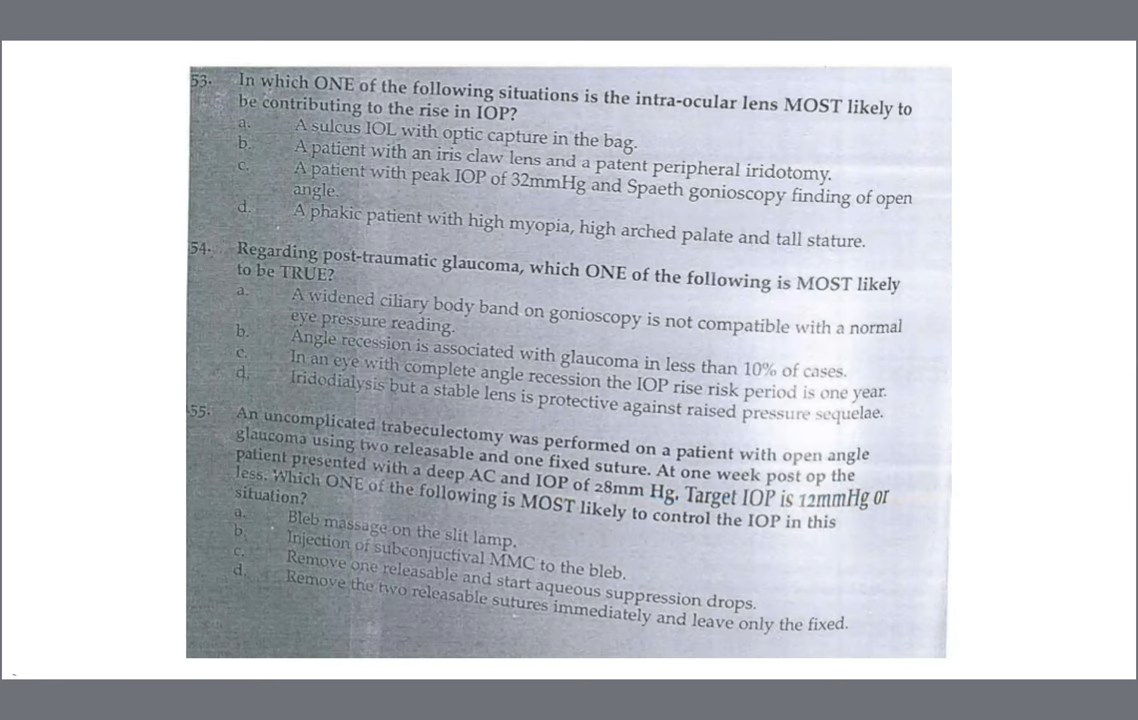 53. In which ONE of the following situations is the intra-ocular lens MOST likely to
be contributing to the rise in IOP?
a. A sulcus IOL with optic capture in the bag.
b. A patient with an iris claw lens and a patent peripheral iridotomy.
c. A patient with peak IOP of 32mmHg and Spaeth gonioscopy finding of open
angle.
d. A phakic patient with high myopia, high arched palate and tall stature.
54. Regarding post-traumatic glaucoma, which ONE of the following is MOST likely
to be TRUE?
a. A widened ciliary body band on gonioscopy is not compatible with a normal
eye pressure reading.
b. Angle recession is associated with glaucoma in less than 10% of cases.
c. In an eye with complete angle recession the IOP rise risk period is one year.
d. Iridodialysis but a stable lens is protective against raised pressure sequelae.
55. An uncomplicated trabeculectomy was performed on a patient with open angle
glaucoma using two releasable and one fixed suture. At one week post op the
patient presented with a deep AC and IOP of 28mm Hg. Target IOP is 12mmHg or
less. Which ONE of the following is MOST likely to control the IOP in this
situation?
a. Bleb massage on the slit lamp.
b. Injection of subconjuctival MMC to the bleb.
c. Remove one releasable and start aqueous suppression drops.
d. Remove the two releasable sutures immediately and leave only the fixed.